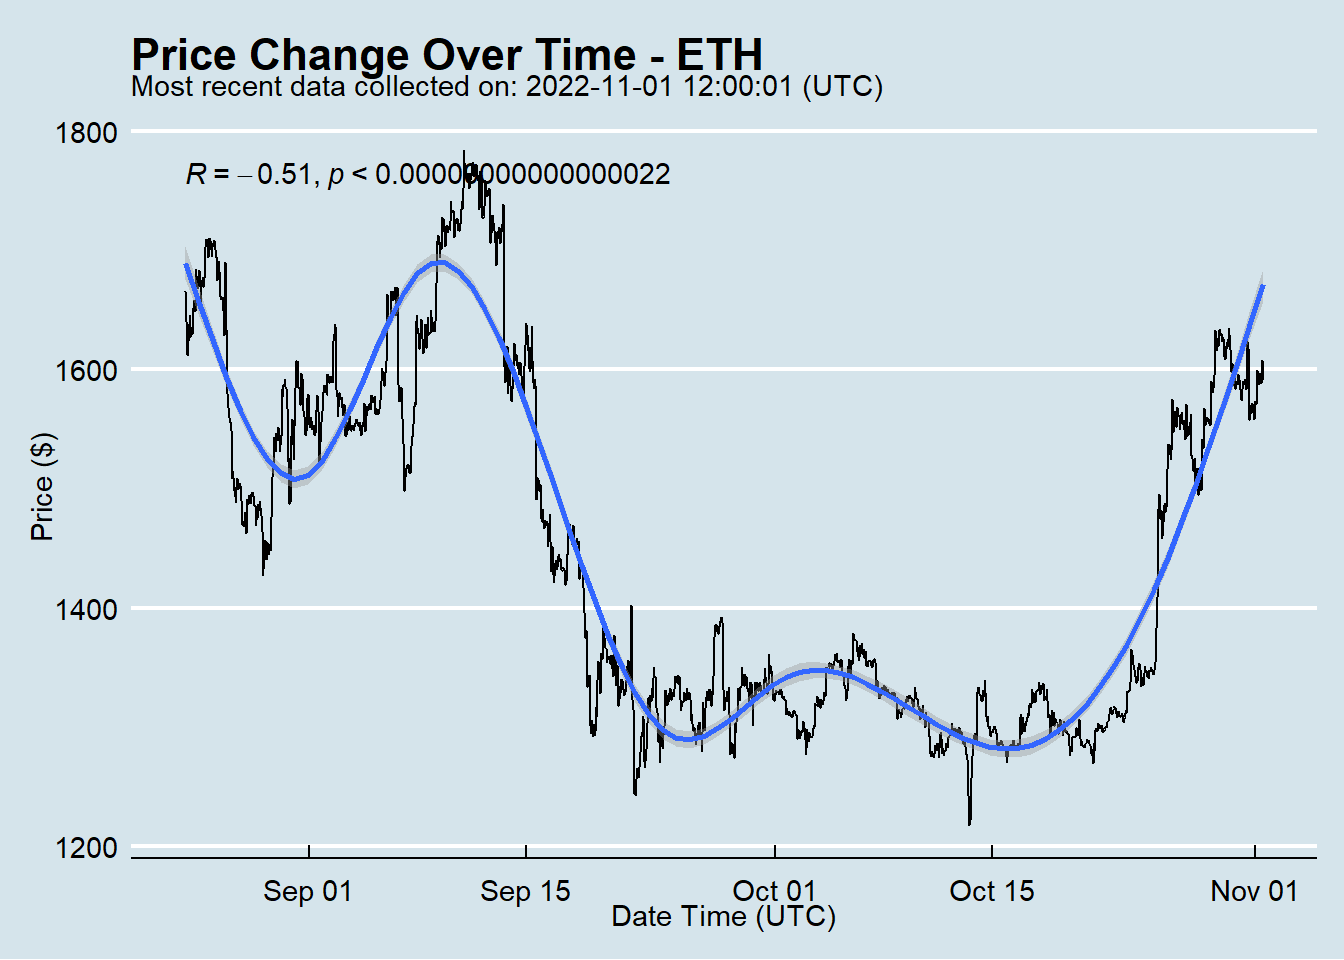 Price Change Over Time - ETH
Most recent data collected on: 2022-11-01 12:00:01 (UTC)
R = −0.51, p < 0.00000000000000022
1800
1600
1400
1200
Price ($)
Sep 01 Sep 15 Oct 01 Oct 15 Nov 01
Date Time (UTC)